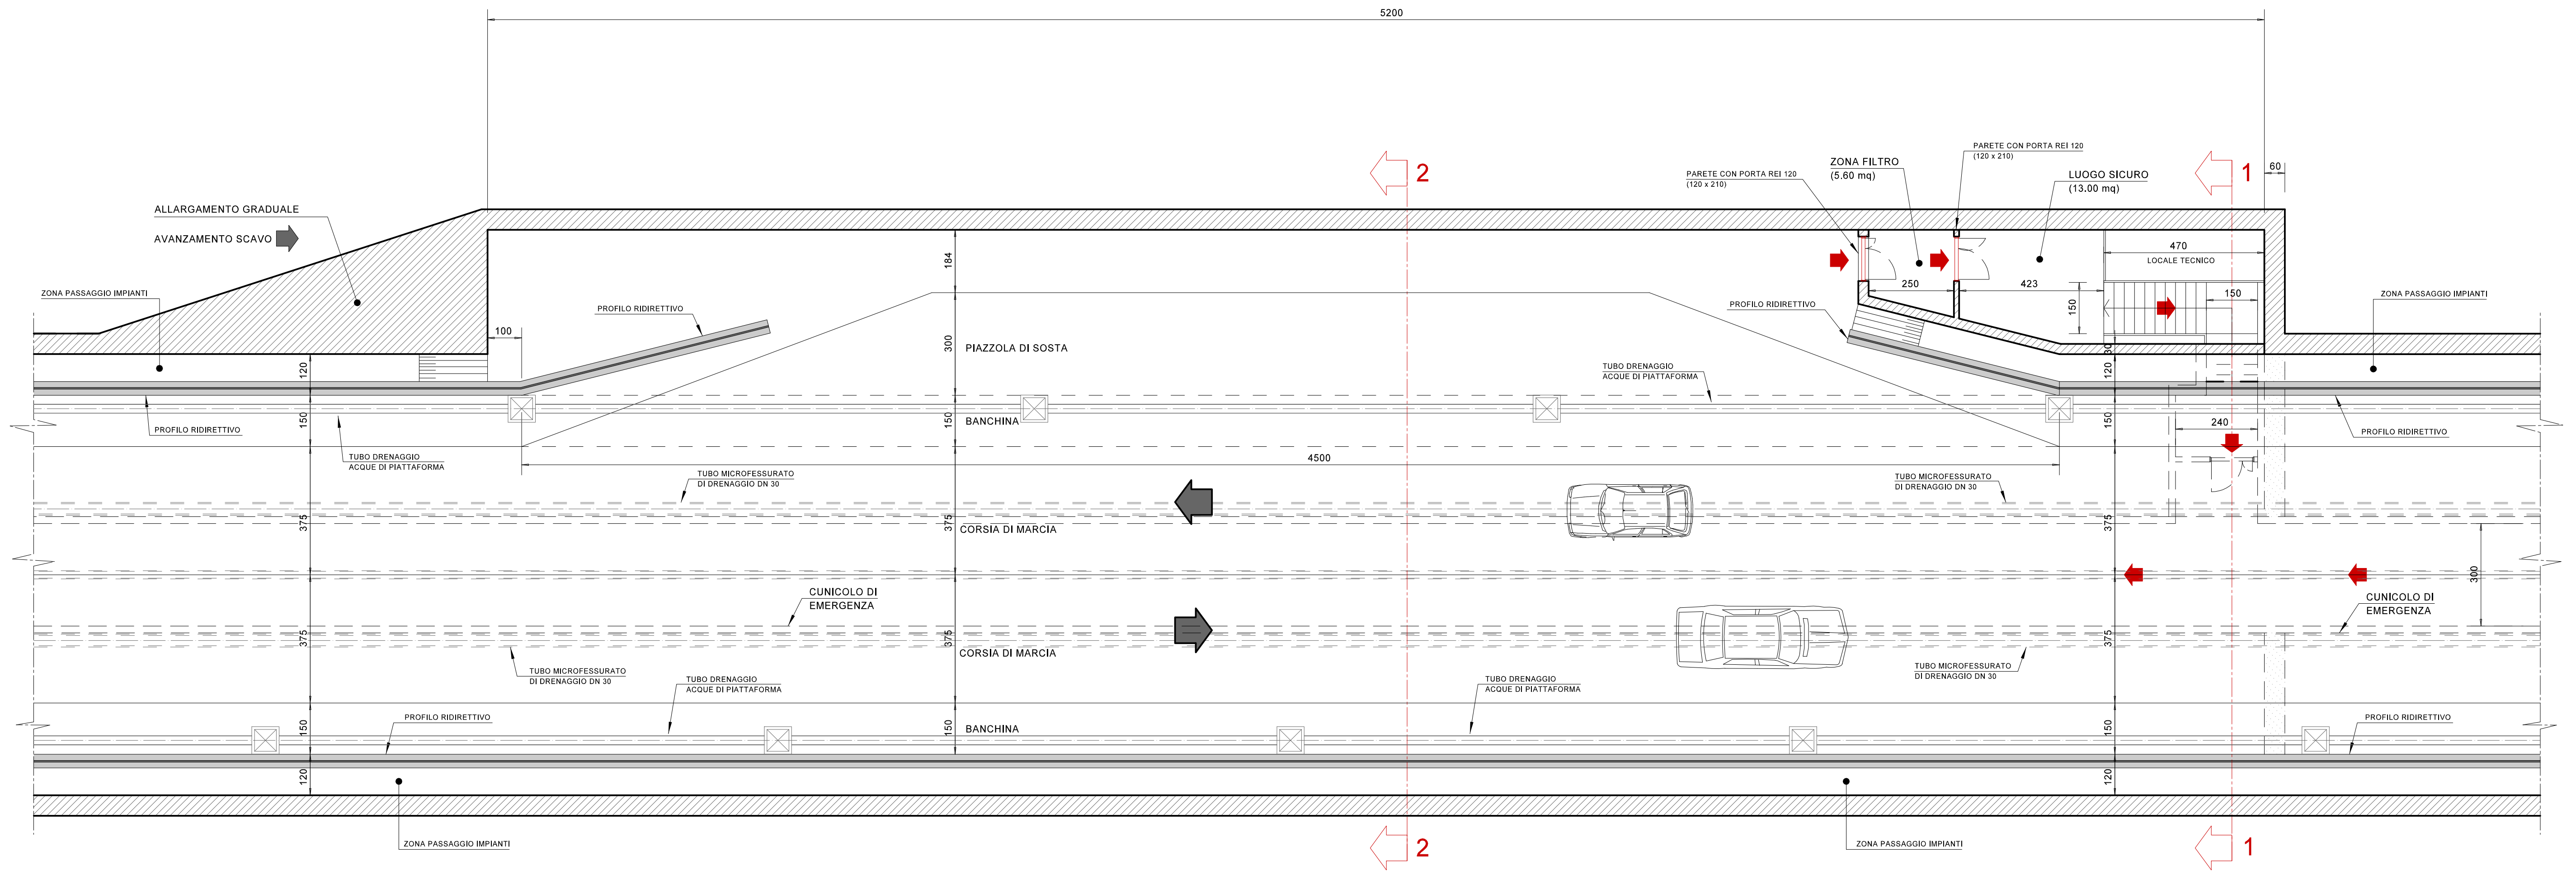 5200
2
1
PARETE CON PORTA REI 120
(120 x 210)
ZONA FILTRO
(5.60 mq)
PARETE CON PORTA REI 120
(120 x 210)
LUOGO SICURO
(13.00 mq)
60
ALLARGAMENTO GRADUALE
AVANZAMENTO SCAVO
184
470
LOCALE TECNICO
ZONA PASSAGGIO IMPIANTI
PROFILO RIDIRETTIVO
PROFILO RIDIRETTIVO
250
423
150
150
ZONA PASSAGGIO IMPIANTI
100
300
PIAZZOLA DI SOSTA
30
120
120
TUBO DRENAGGIO
ACQUE DI PIATTAFORMA
150
PROFILO RIDIRETTIVO
150
BANCHINA
150
240
PROFILO RIDIRETTIVO
TUBO DRENAGGIO
ACQUE DI PIATTAFORMA
4500
TUBO MICROFESSURATO
DI DRENAGGIO DN 30
TUBO MICROFESSURATO
DI DRENAGGIO DN 30
375
375
CORSIA DI MARCIA
375
300
CUNICOLO DI
EMERGENZA
CUNICOLO DI
EMERGENZA
375
375
CORSIA DI MARCIA
375
TUBO MICROFESSURATO
DI DRENAGGIO DN 30
TUBO DRENAGGIO
ACQUE DI PIATTAFORMA
TUBO DRENAGGIO
ACQUE DI PIATTAFORMA
TUBO MICROFESSURATO
DI DRENAGGIO DN 30
150
PROFILO RIDIRETTIVO
150
BANCHINA
150
PROFILO RIDIRETTIVO
120
120
ZONA PASSAGGIO IMPIANTI
2
ZONA PASSAGGIO IMPIANTI
1